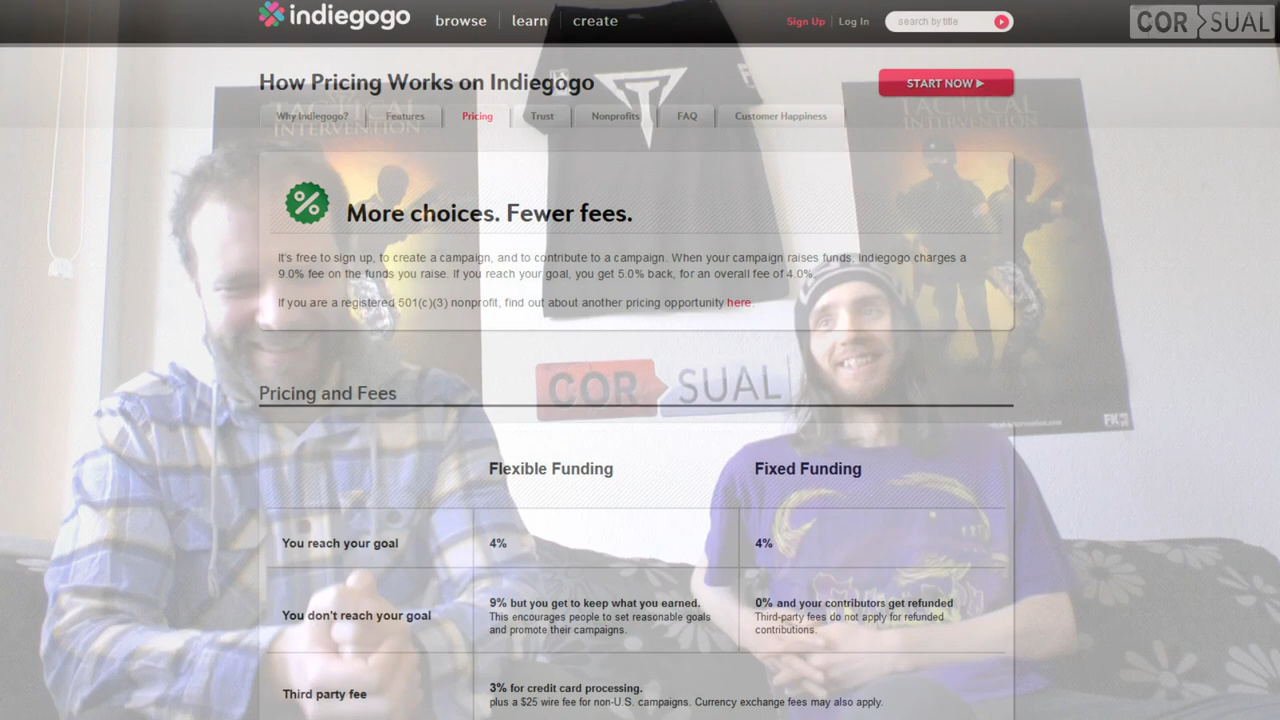 indiegogo browse learn create Sign Up Log In search by title
COR SUAL
How Pricing Works on Indiegogo START NOW
Why Indiegogo? Features Pricing Trust Nonprofits FAQ Customer Happiness
TACTICAL INTERVENTION
TACTICAL INTERVENTION
More choices. Fewer fees.
It's free to sign up, to create a campaign, and to contribute to a campaign. When your campaign raises funds, Indiegogo charges a
9.0% fee on the funds you raise. If you reach your goal, you get 5.0% back, for an overall fee of 4.0%.
If you are a registered 501(c)(3) nonprofit, find out about another pricing opportunity here.
COR SUAL
Pricing and Fees
Flexible Funding Fixed Funding
You reach your goal 4% 4%
You don't reach your goal
9% but you get to keep what you earned.
This encourages people to set reasonable goals
and promote their campaigns.
0% and your contributors get refunded
Third-party fees do not apply for refunded
contributions.
Third party fee
3% for credit card processing.
plus a $25 wire fee for non-U.S. campaigns. Currency exchange fees may also apply.